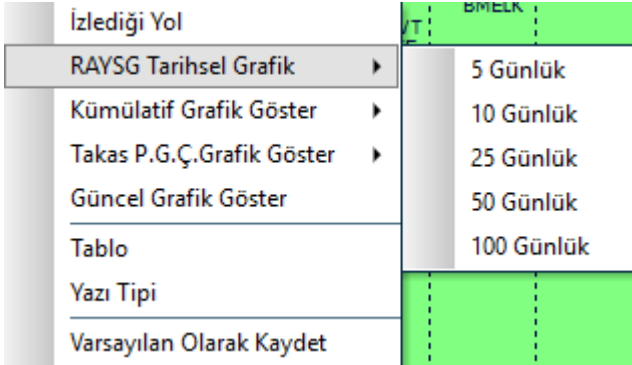 İzlediği Yol
RAYSG Tarihsel Grafik
Kümülatif Grafik Göster
Takas P.G.Ç.Grafik Göster
Güncel Grafik Göster
Tablo
Yazı Tipi
Varsayılan Olarak Kaydet
BMELK
5 Günlük
10 Günlük
25 Günlük
50 Günlük
100 Günlük